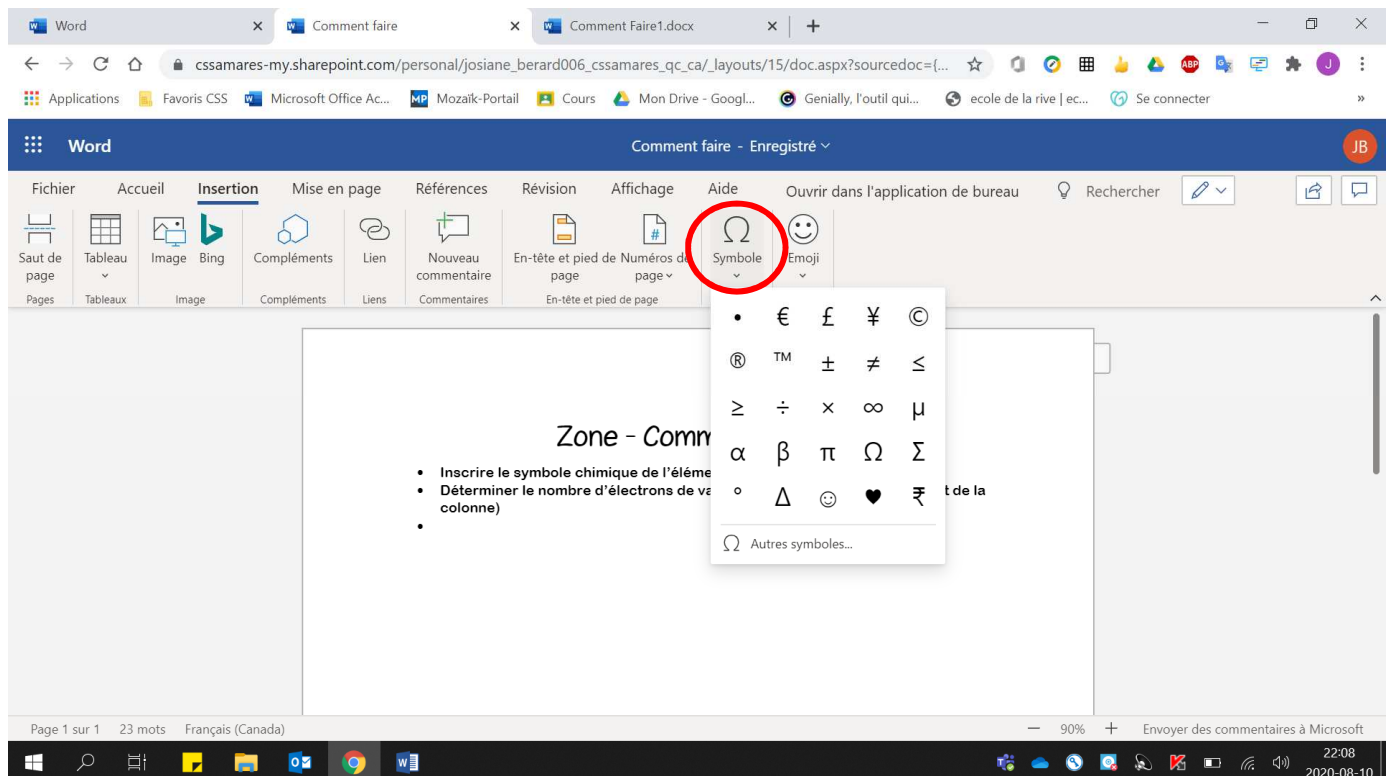 Word
Comment faire
Comment Faire1.docx
cssamares-my.sharepoint.com/personal/josiane_berard006_cssamares_qc_ca/_layouts/15/doc.aspx?sourcedoc={...
Applications Favoris CSS Microsoft Office Ac... Mozaïk-Portail Cours Mon Drive - Googl... Genially, l'outil qui... ecole de la rive | ec... Se connecter »
Word Comment faire - Enregistré JB
Fichier Accueil Insertion Mise en page Références Révision Affichage Aide Ouvrir dans l'application de bureau Rechercher
Saut de page
Tableau
Image
Bing
Compléments
Lien
Nouveau commentaire
En-tête et pied de page
Numéros de page
Symbole
Emoji
Pages Tableaux Image Compléments Liens Commentaires En-tête et pied de page
• € £ ¥ ©
® ™ ± ≠ ≤
≥ ÷ × ∞ µ
α β π Ω Σ
° Δ ☺ ♥ ₹
Ω Autres symboles...
Zone - Comm
• Inscrire le symbole chimique de l'éléme
• Déterminer le nombre d'électrons de va t de la
colonne)
•
Page 1 sur 1 23 mots Français (Canada) 90% Envoyer des commentaires à Microsoft
22:08
2020-08-10